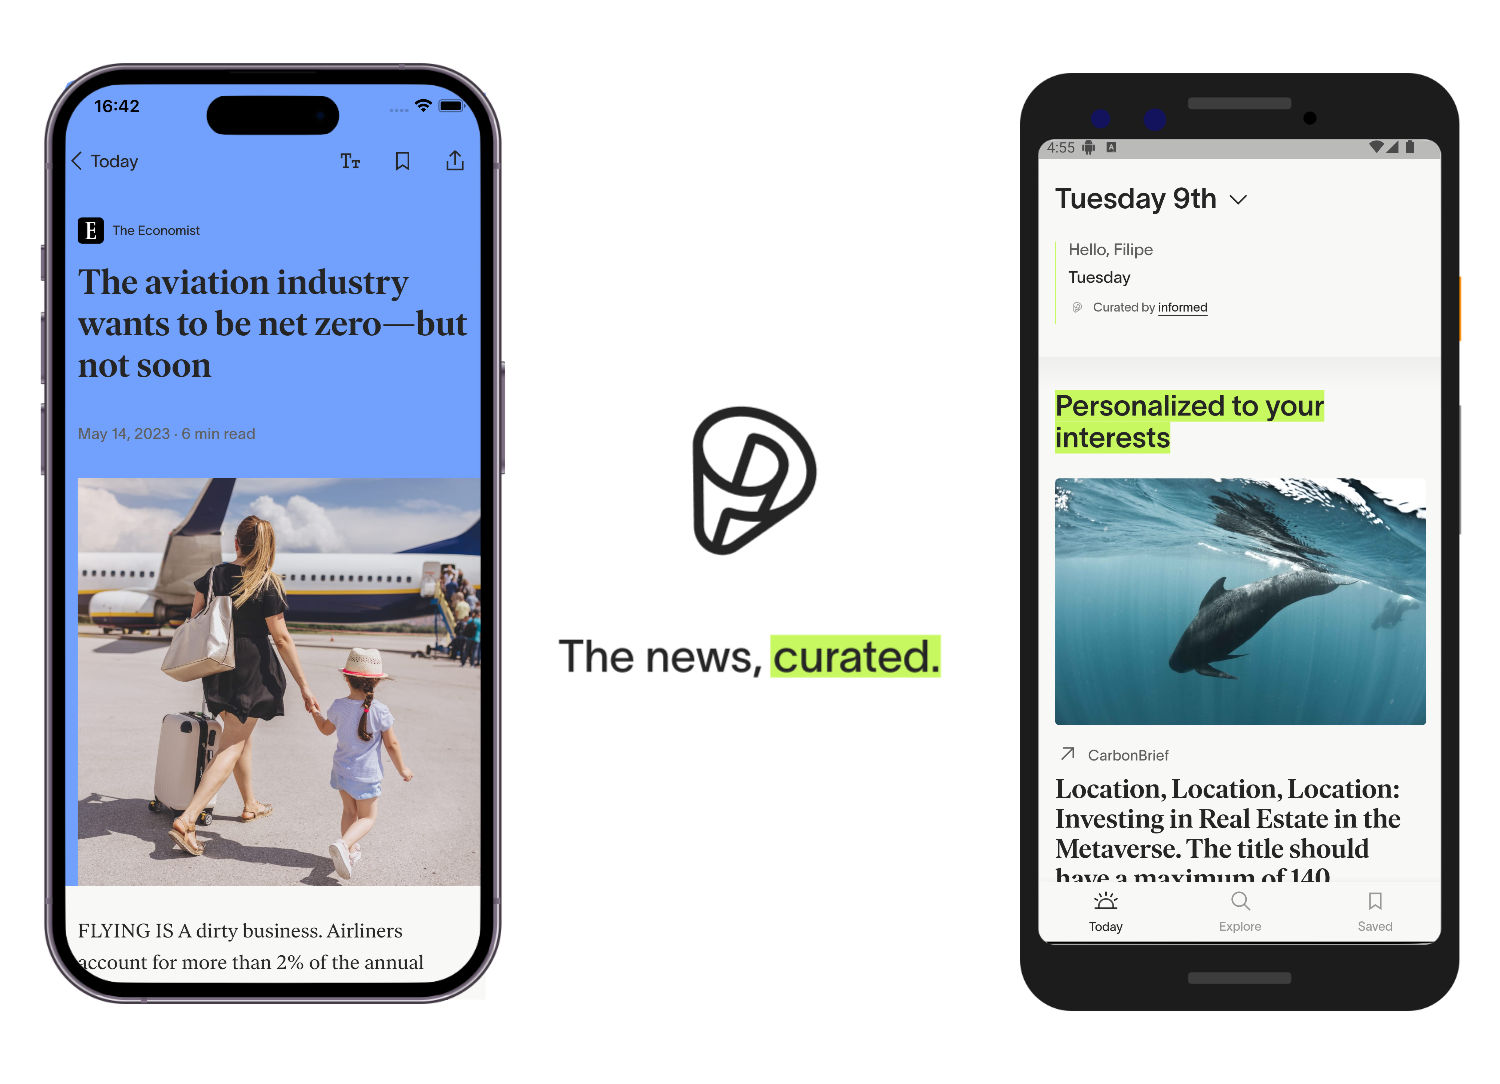 16:42
Today
Tт
E
The Economist
The aviation industry
wants to be net zero—but
not soon
May 14, 2023 · 6 min read
FLYING IS A dirty business. Airliners
account for more than 2% of the annual
The news, curated.
4:55
A
Tuesday 9th
Hello, Filipe
Tuesday
Curated by informed
Personalized to your
interests
CarbonBrief
Location, Location, Location:
Investing in Real Estate in the
Metaverse. The title should
have a maximum of 140
Today
Explore
Saved